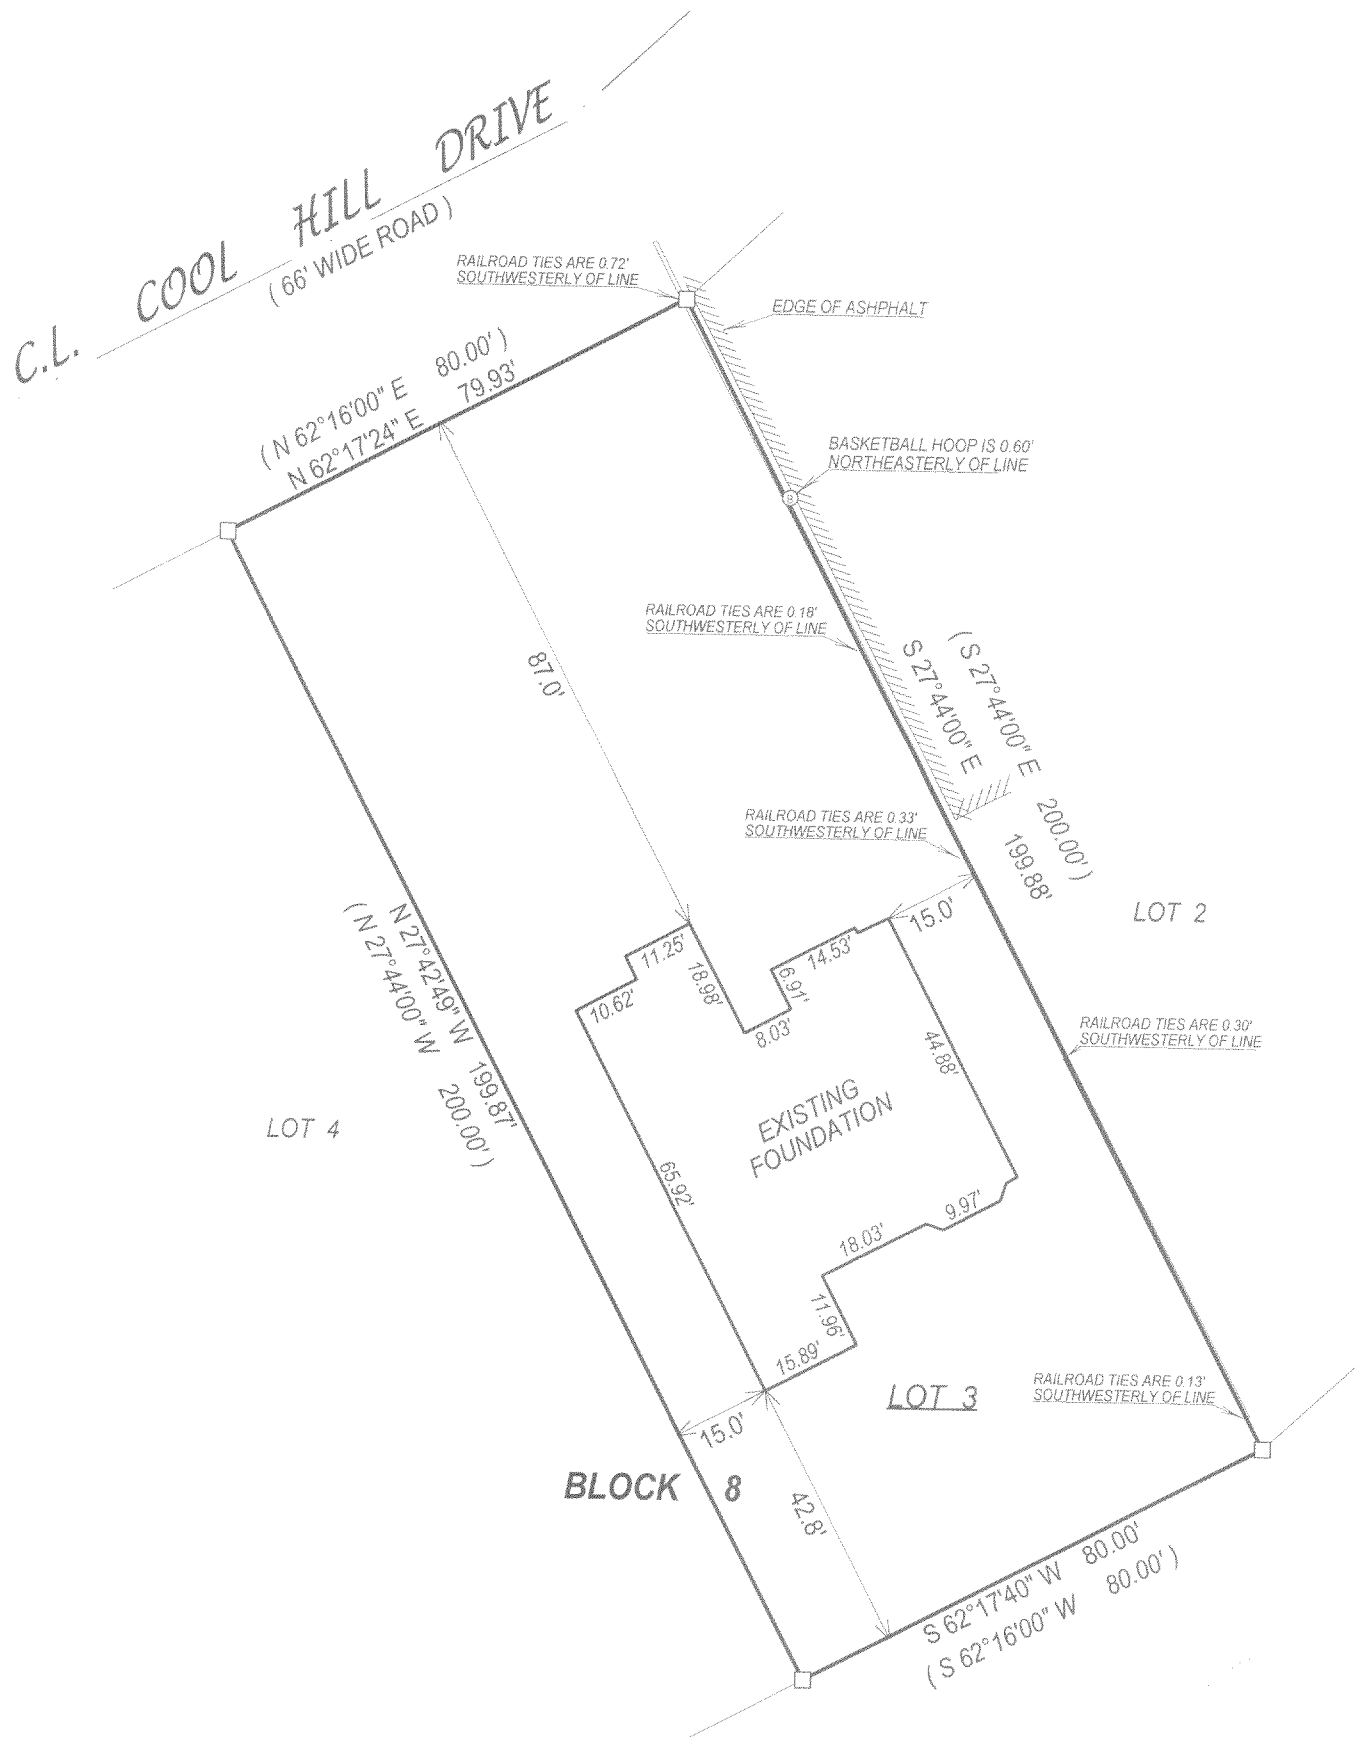 C.L. COOL HILL DRIVE
( 66' WIDE ROAD )
RAILROAD TIES ARE 0.72'
SOUTHWESTERLY OF LINE
EDGE OF ASHPHALT
( N 62°16'00" E 80.00' )
N 62°17'24" E 79.93'
BASKETBALL HOOP IS 0.60'
NORTHEASTERLY OF LINE
B
RAILROAD TIES ARE 0.18'
SOUTHWESTERLY OF LINE
87.0'
( S 27°44'00" E 200.00' )
S 27°44'00" E 199.88'
RAILROAD TIES ARE 0.33'
SOUTHWESTERLY OF LINE
15.0'
LOT 2
N 27°42'49" W 199.87'
( N 27°44'00" W 200.00' )
11.25'
10.62'
18.98'
8.03'
6.91'
14.53'
44.88'
RAILROAD TIES ARE 0.30'
SOUTHWESTERLY OF LINE
EXISTING
FOUNDATION
LOT 4
65.92'
9.97'
18.03'
11.96'
15.89'
RAILROAD TIES ARE 0.13'
SOUTHWESTERLY OF LINE
LOT 3
15.0'
BLOCK 8
42.8'
S 62°17'40" W 80.00'
( S 62°16'00" W 80.00' )